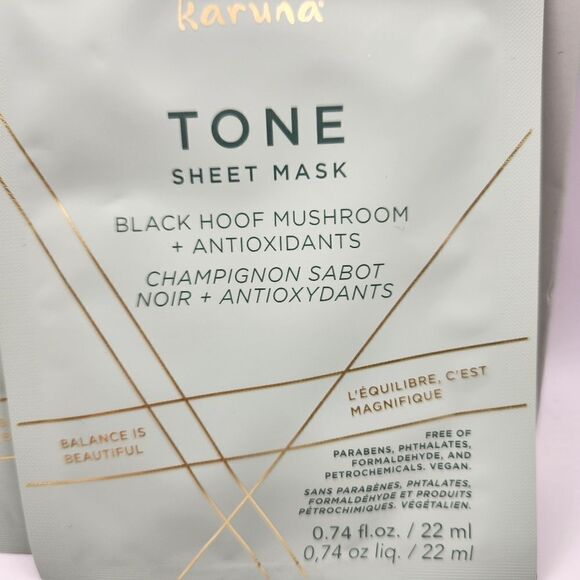 karuna
TONE
SHEET MASK
BLACK HOOF MUSHROOM
+ ANTIOXIDANTS
CHAMPIGNON SABOT
NOIR + ANTIOXYDANTS
L'ÉQUILIBRE, C'EST
MAGNIFIQUE
BALANCE IS
BEAUTIFUL
FREE OF
PARABENS, PHTHALATES,
FORMALDEHYDE, AND
PETROCHEMICALS. VEGAN.
SANS PARABÈNES, PHTALATES,
FORMALDÉHYDE ET PRODUITS
PÉTROCHIMIQUES. VÉGÉTALIEN.
0.74 fl.oz. / 22 ml
0,74 oz liq. / 22 ml